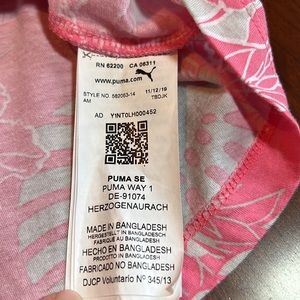 RN 62200 CA 06311
www.puma.com
STYLE NO. 582053-14 11/12/19
AM TBDJK
AD Y1NT0LH000452
PUMA SE
PUMA WAY 1
DE-91074
HERZOGENAURACH
MADE IN BANGLADESH
HERGESTELLT IN BANGLADESCH
FABRIQUE AU BANGLADESH
HECHO EN BANGLADESH
PRODOTTO IN BANGLADESH
FABRICADO NO BANGLADESH
DJCP Voluntario Nº 345/13